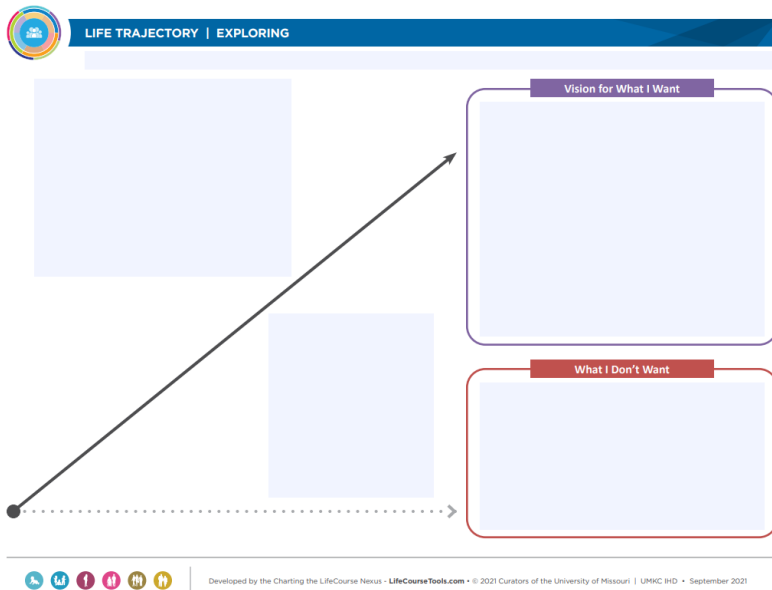 LIFE TRAJECTORY | EXPLORING
Vision for What I Want
What I Don't Want
Developed by the Charting the LifeCourse Nexus - LifeCourseTools.com • © 2021 Curators of the University of Missouri | UMKC IHD • September 2021